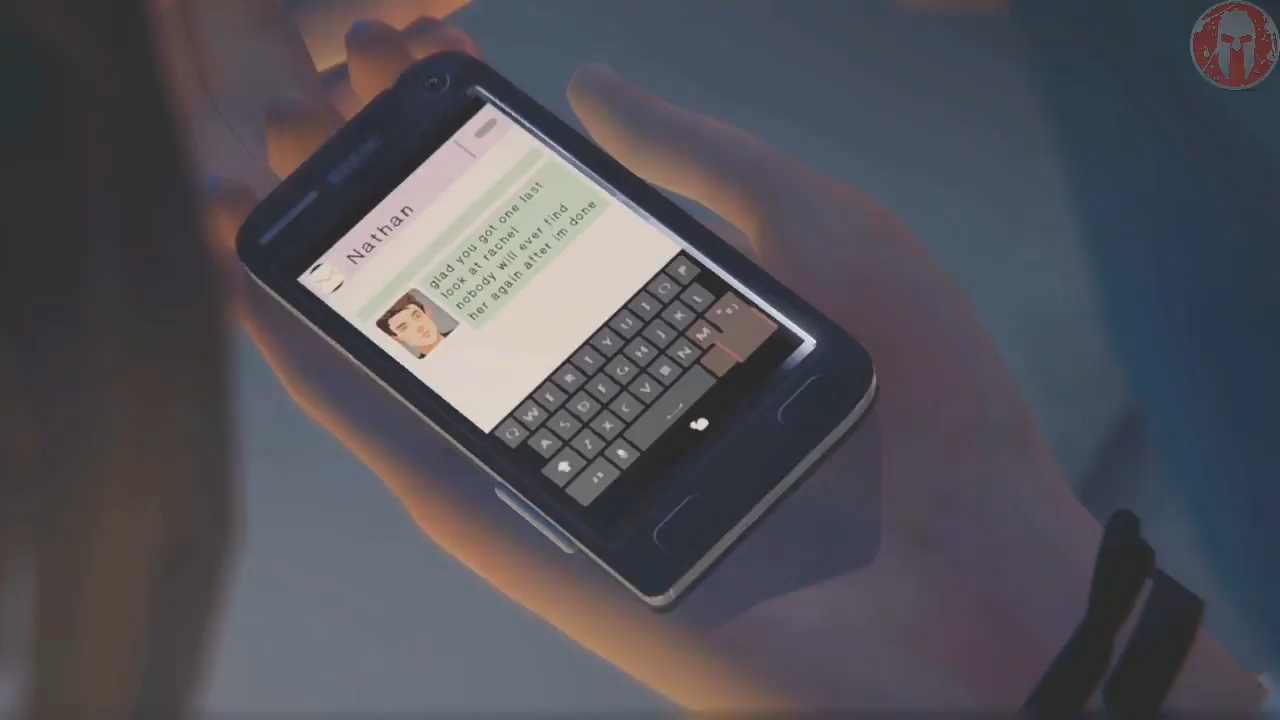 Nathan
glad you got one last
look at rachel
nobody will ever find
her again after im done
Q W E R T Y U I O P
A S D F G H J K L
Z X C V B N M